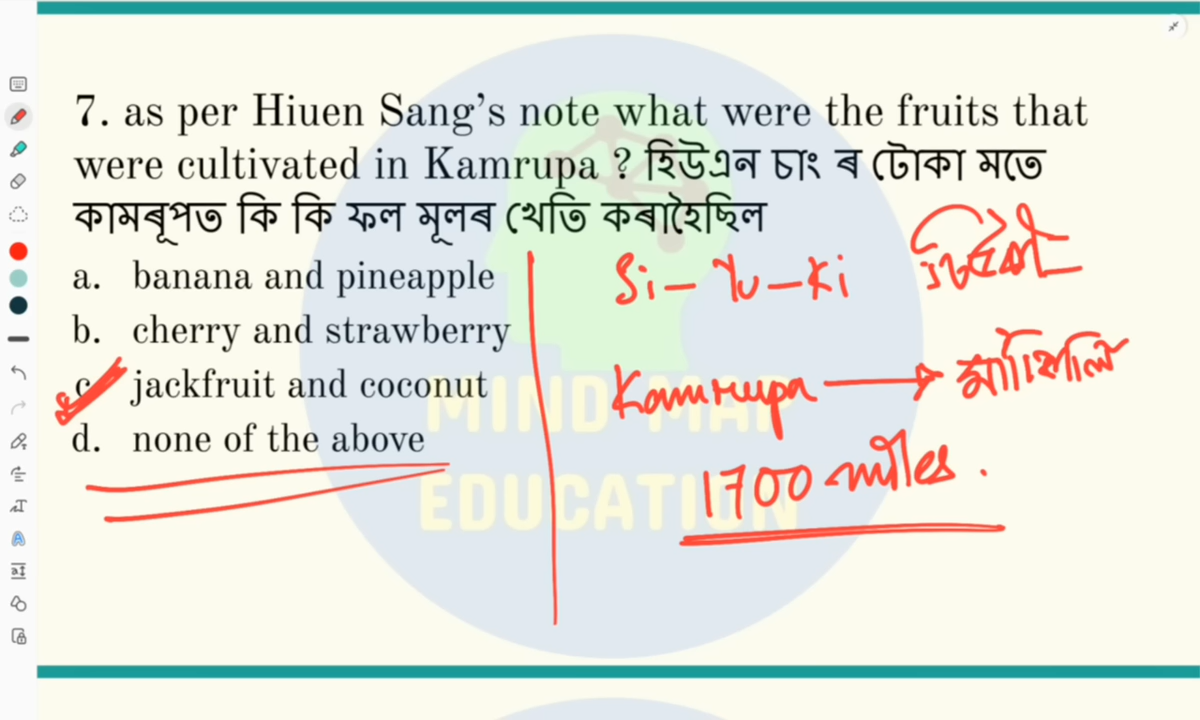 7. as per Hiuen Sang's note what were the fruits that
were cultivated in Kamrupa ? হিউএন চাং ৰ টোকা মতে
কামৰূপত কি কি ফল মূলৰ খেতি কৰাহৈছিল
a. banana and pineapple
b. cherry and strawberry
c. jackfruit and coconut
d. none of the above
Si-Yu-Ki
Kamrupa
1700 miles.
MIND MAP
EDUCATION